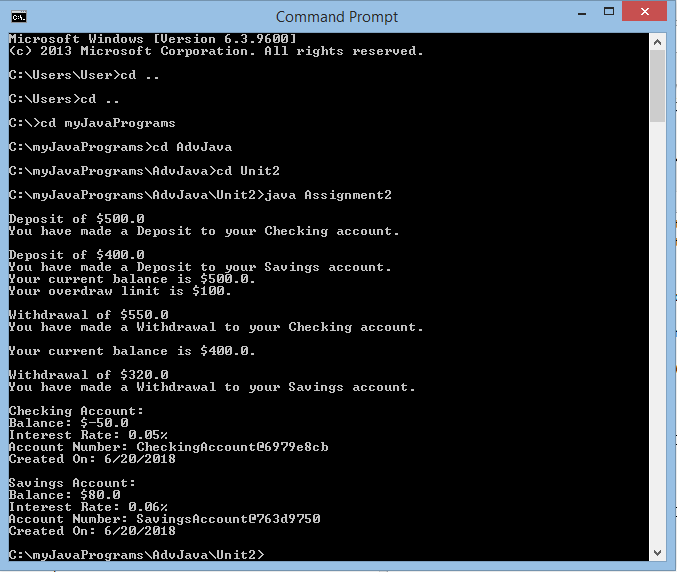 Command Prompt
Microsoft Windows [Version 6.3.9600]
(c) 2013 Microsoft Corporation. All rights reserved.
C:\Users\User>cd ..
C:\Users>cd ..
C:\>cd myJavaPrograms
C:\myJavaPrograms>cd AdvJava
C:\myJavaPrograms\AdvJava>cd Unit2
C:\myJavaPrograms\AdvJava\Unit2>java Assignment2
Deposit of $500.0
You have made a Deposit to your Checking account.
Deposit of $400.0
You have made a Deposit to your Savings account.
Your current balance is $500.0.
Your overdraw limit is $100.
Withdrawal of $550.0
You have made a Withdrawal to your Checking account.
Your current balance is $400.0.
Withdrawal of $320.0
You have made a Withdrawal to your Savings account.
Checking Account:
Balance: $-50.0
Interest Rate: 0.05%
Account Number: CheckingAccount@6979e8cb
Created On: 6/20/2018
Savings Account:
Balance: $80.0
Interest Rate: 0.06%
Account Number: SavingsAccount@763d9750
Created On: 6/20/2018
C:\myJavaPrograms\AdvJava\Unit2>